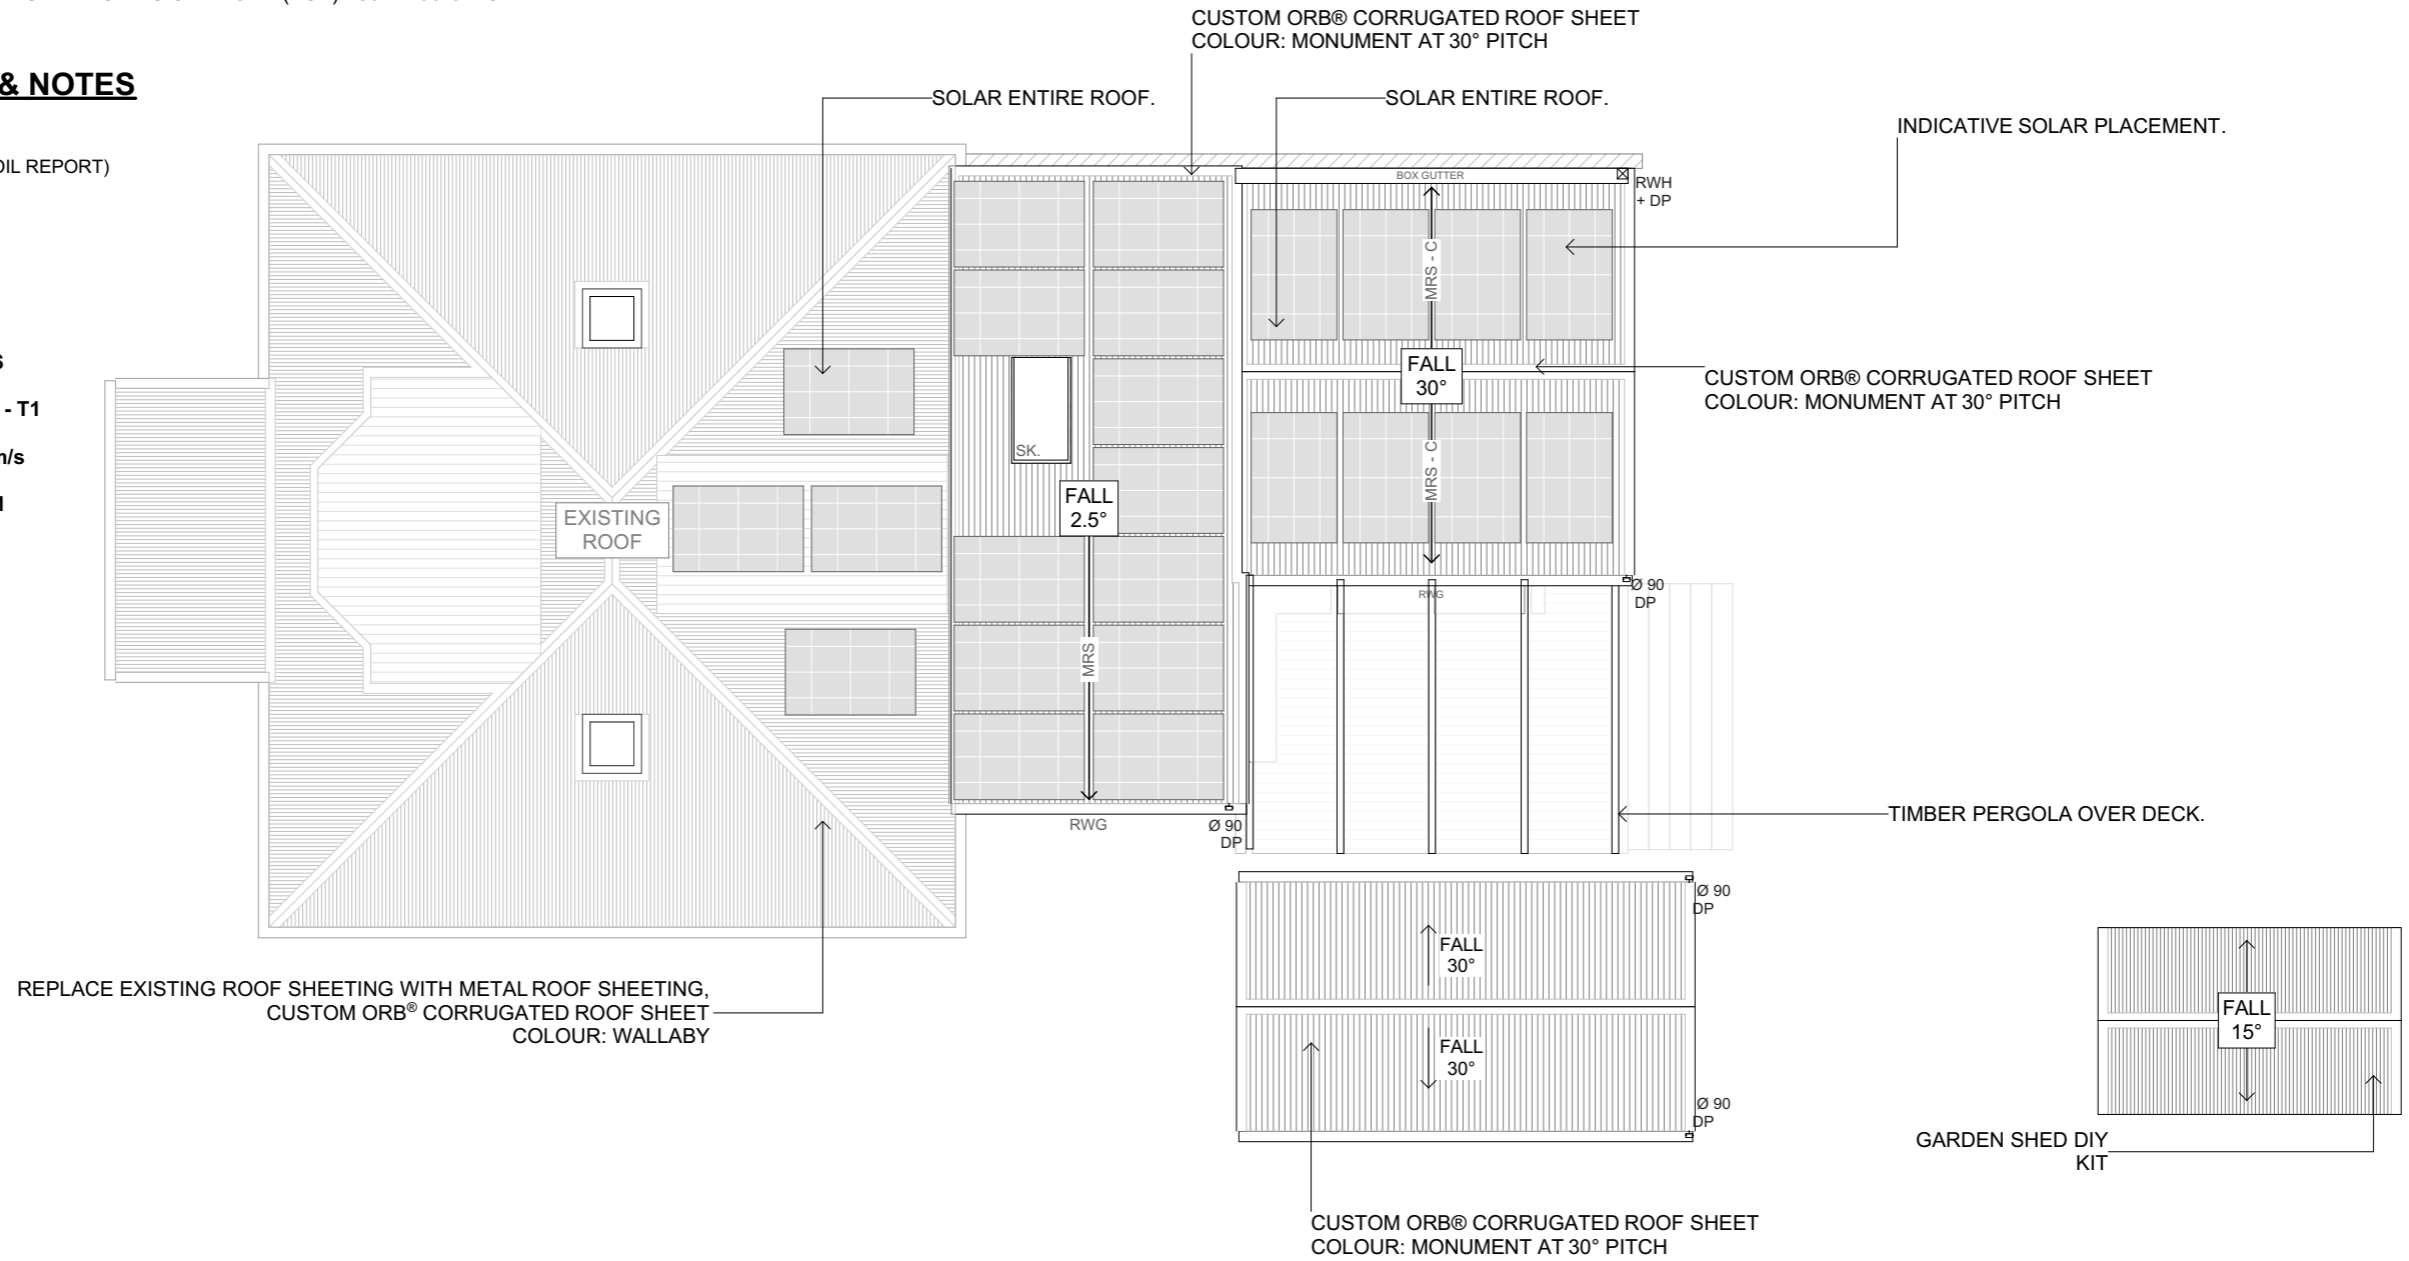 CUSTOM ORB® CORRUGATED ROOF SHEET
COLOUR: MONUMENT AT 30° PITCH
& NOTES
SOLAR ENTIRE ROOF.
SOLAR ENTIRE ROOF.
INDICATIVE SOLAR PLACEMENT.
OIL REPORT)
BOX GUTTER
RWH
+ DP
MRS - C
FALL
30°
CUSTOM ORB® CORRUGATED ROOF SHEET
COLOUR: MONUMENT AT 30° PITCH
- T1
m/s
SK.
MRS - C
FALL
2.5°
EXISTING
ROOF
Ø 90
DP
RWG
MRS
TIMBER PERGOLA OVER DECK.
RWG
Ø 90
DP
Ø 90
DP
FALL
30°
REPLACE EXISTING ROOF SHEETING WITH METAL ROOF SHEETING,
CUSTOM ORB® CORRUGATED ROOF SHEET
COLOUR: WALLABY
FALL
15°
FALL
30°
Ø 90
DP
GARDEN SHED DIY
KIT
CUSTOM ORB® CORRUGATED ROOF SHEET
COLOUR: MONUMENT AT 30° PITCH